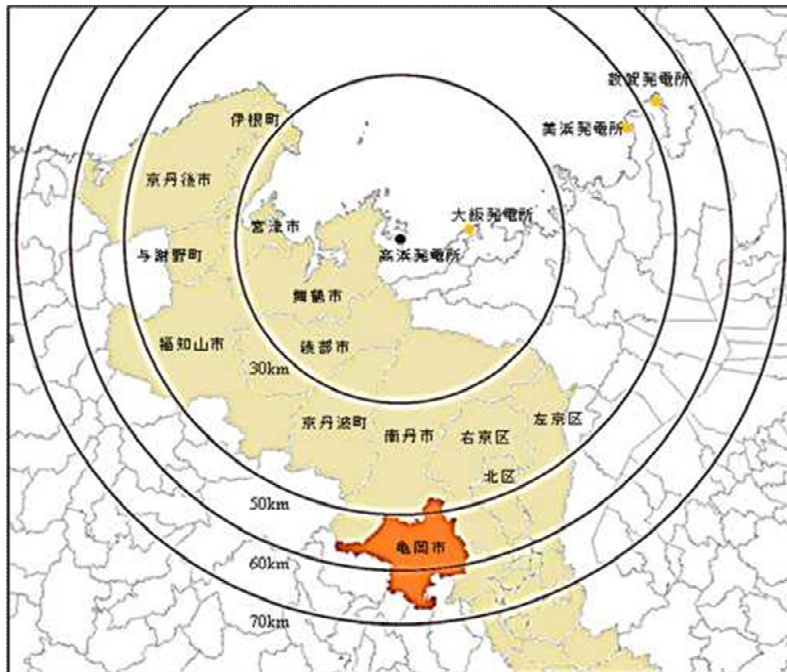 敦賀発電所
美浜発電所
伊根町
京丹後市
大飯発電所
宮津市
高浜発電所
与謝野町
舞鶴市
福知山市
綾部市
30km
京丹波町
南丹市
右京区
左京区
北区
50km
亀岡市
60km
70km